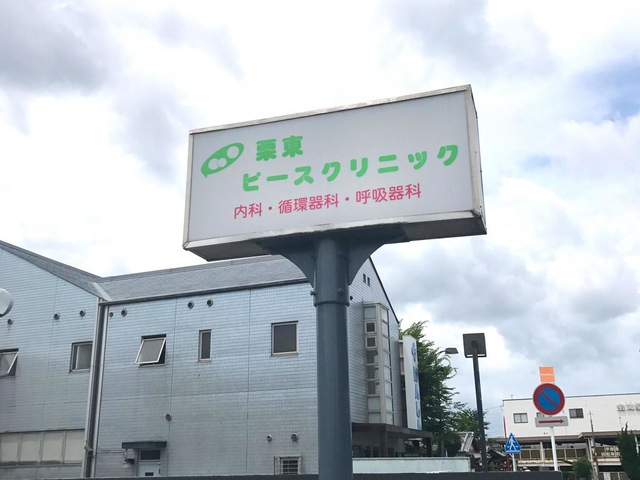 栗東
ピースクリニック
内科・循環器科・呼吸器科